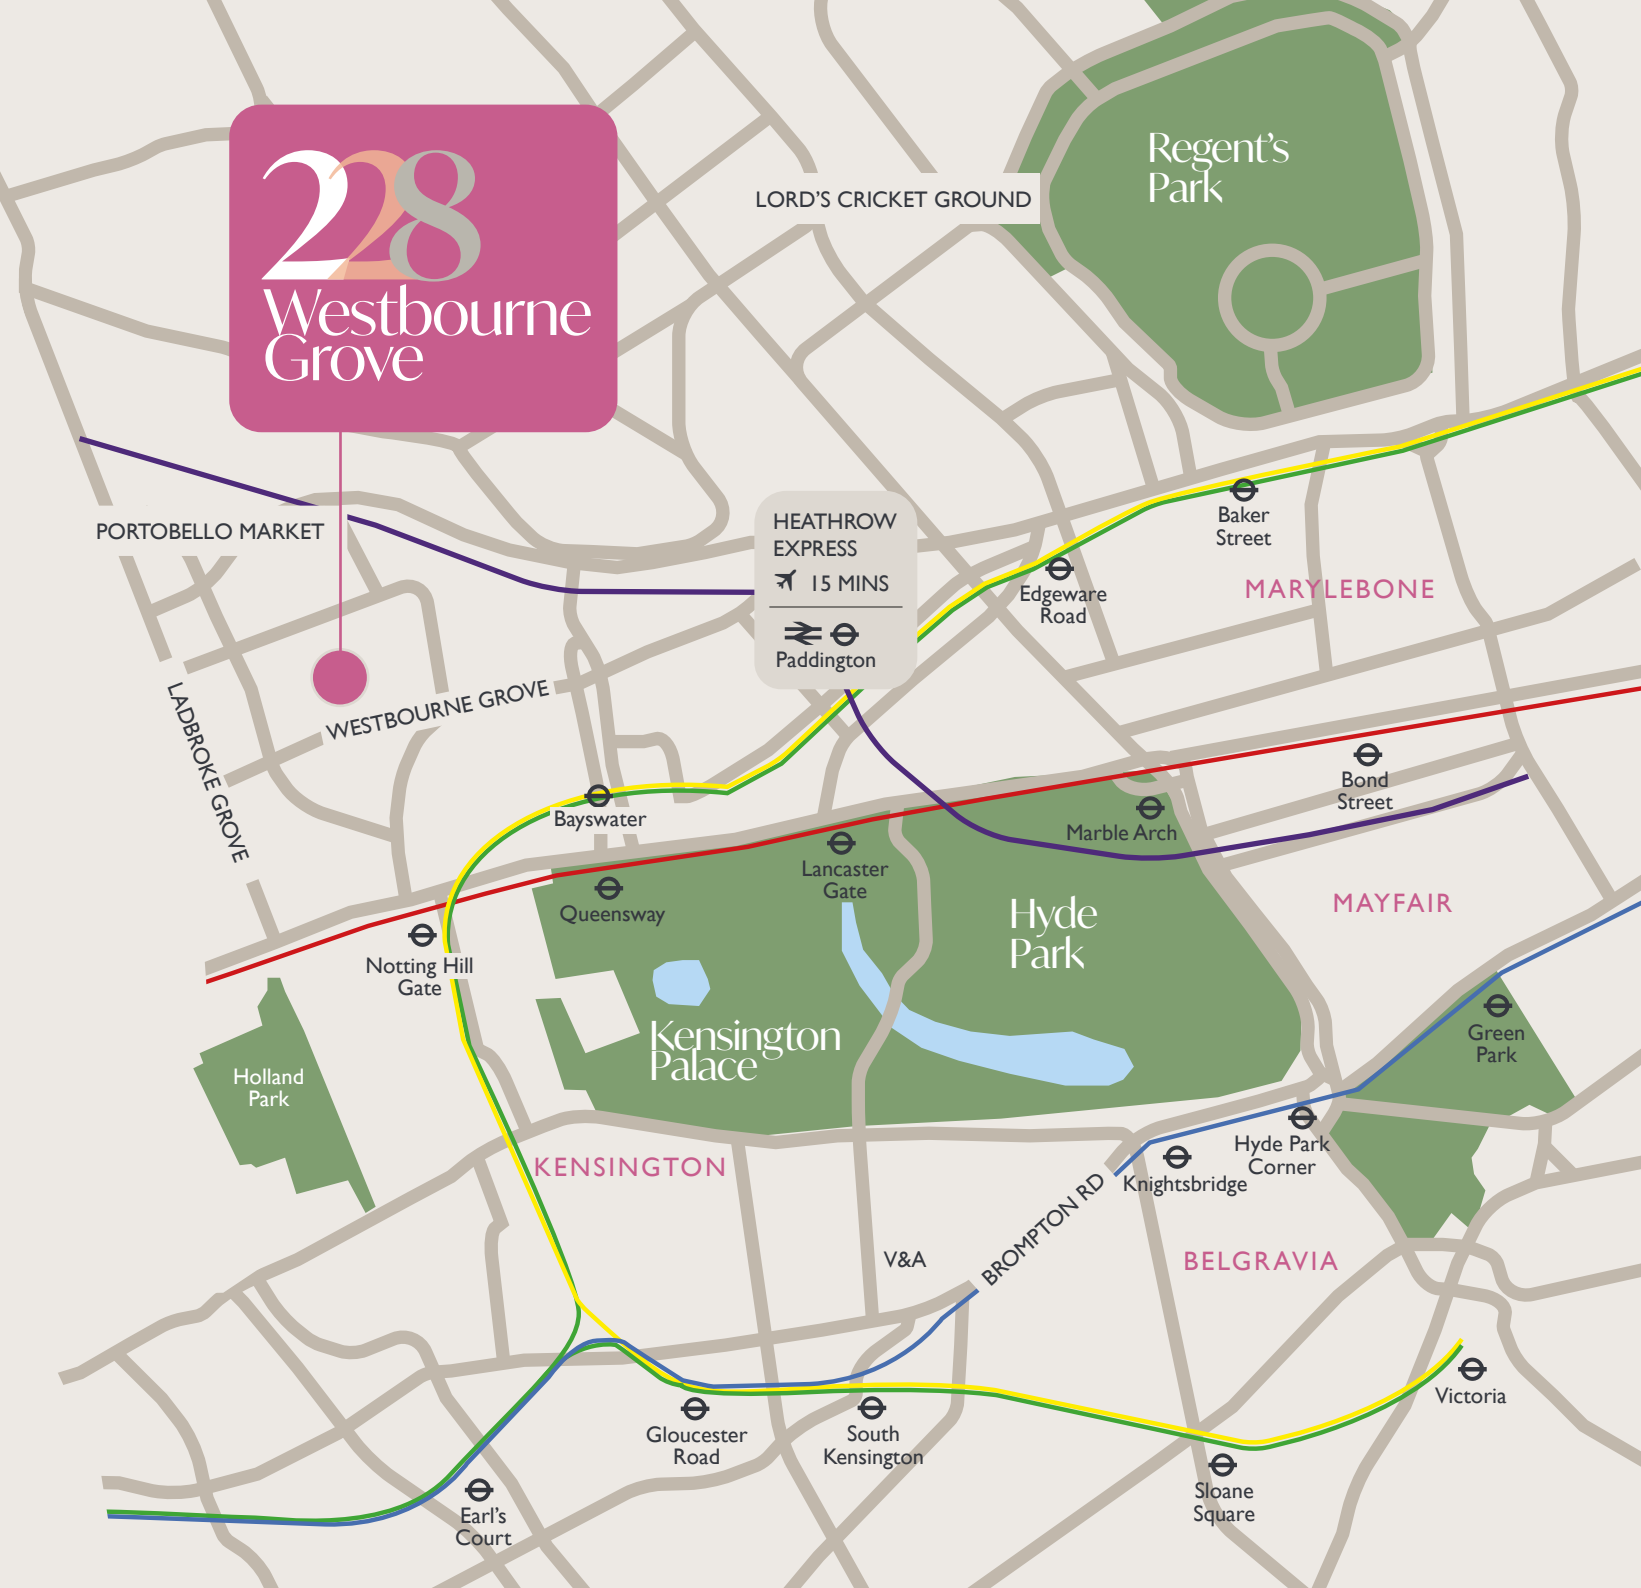 228
Westbourne
Grove
Regent's
Park
LORD'S CRICKET GROUND
PORTOBELLO MARKET
HEATHROW
EXPRESS
15 MINS
Paddington
Baker
Street
Edgeware
Road
MARYLEBONE
LADBROKE GROVE
WESTBOURNE GROVE
Bayswater
Bond
Street
Marble Arch
Lancaster
Gate
Queensway
MAYFAIR
Hyde
Park
Notting Hill
Gate
Kensington
Palace
Green
Park
Holland
Park
Hyde Park
Corner
Knightsbridge
KENSINGTON
BROMPTON RD
V&A
BELGRAVIA
Victoria
Gloucester
Road
South
Kensington
Sloane
Square
Earl's
Court